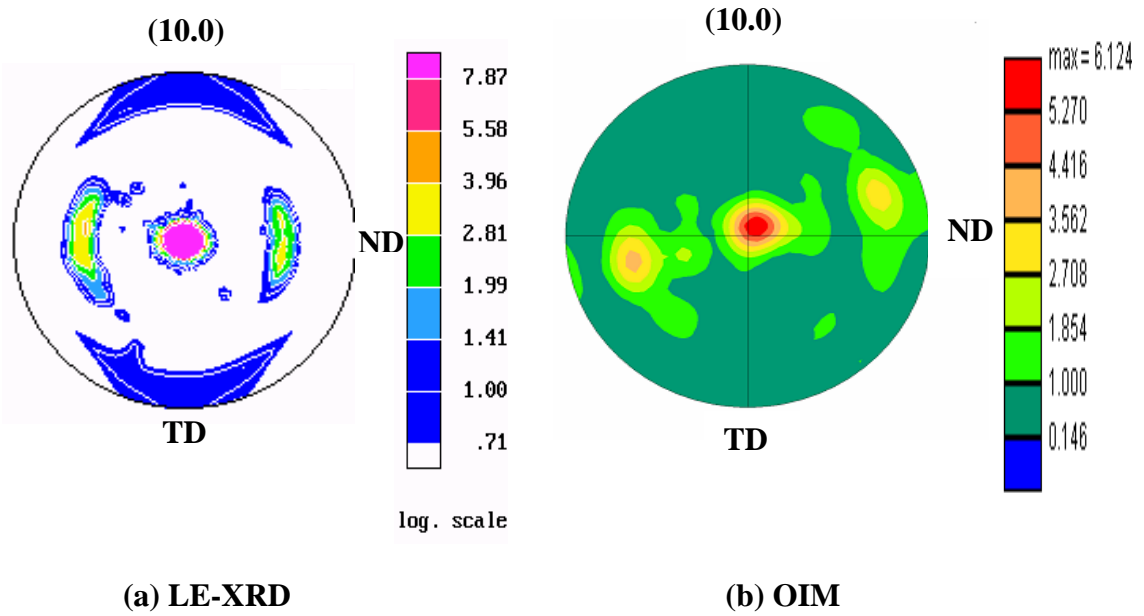 (10.0)
7.87
5.58
3.96
2.81
1.99
1.41
1.00
.71
log. scale
ND
TD
(a) LE-XRD
(10.0)
max = 6.124
5.270
4.416
3.562
2.708
1.854
1.000
0.146
ND
TD
(b) OIM